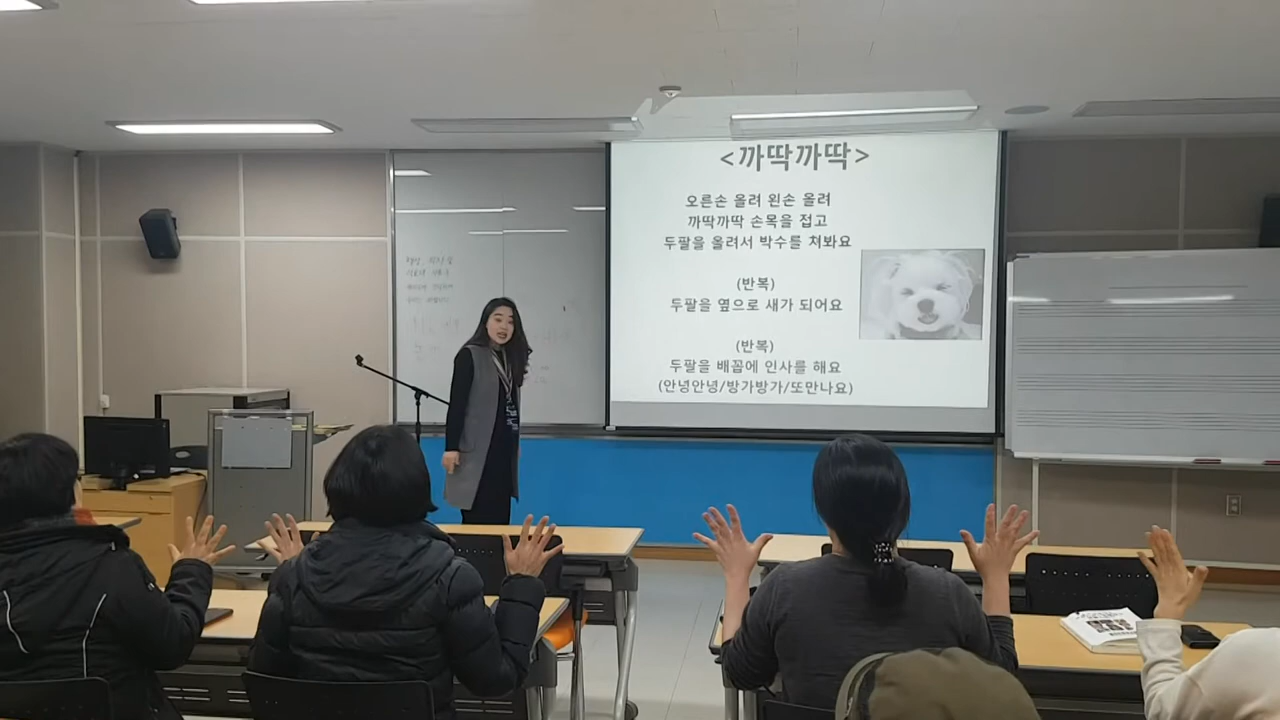 <까딱까딱>
오른손 올려 왼손 올려
까딱까딱 손목을 접고
두팔을 올려서 박수를 쳐봐요
(반복)
두팔을 옆으로 새가 되어요
(반복)
두팔을 배꼽에 인사를 해요
(안녕안녕/방가방가/또만나요)